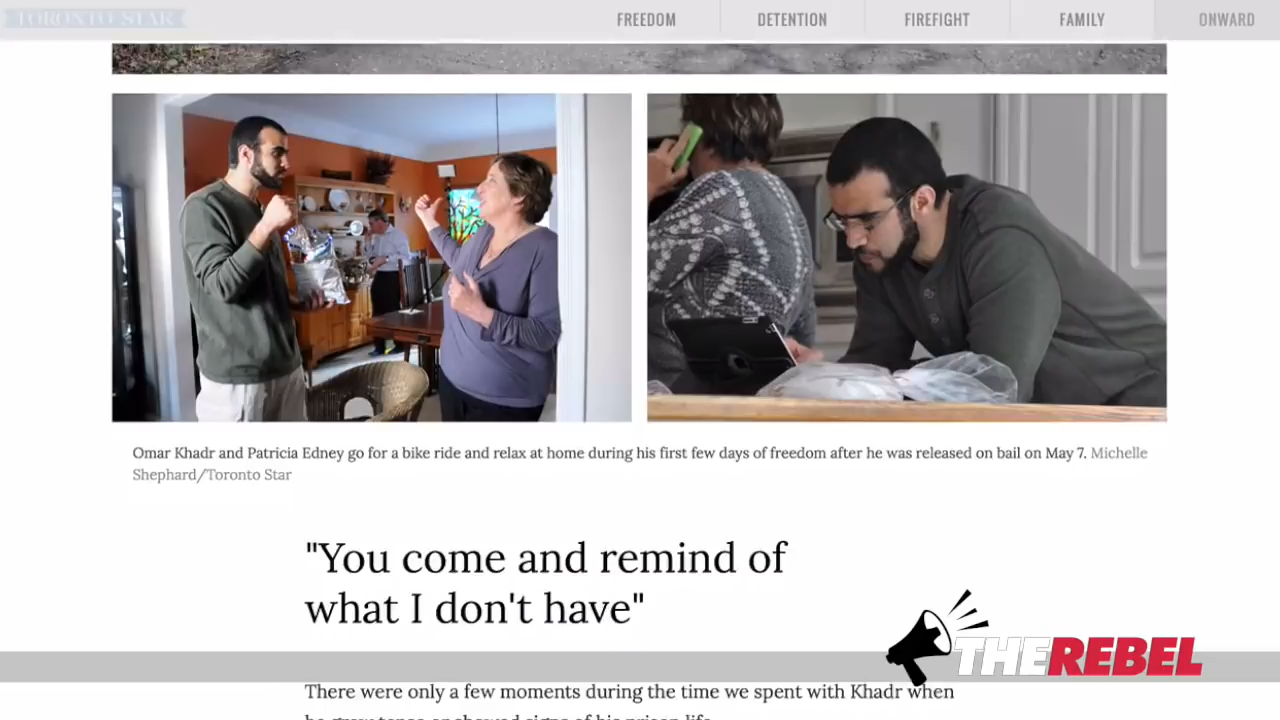 TORONTO STAR
FREEDOM
DETENTION
FIREFIGHT
FAMILY
ONWARD
Omar Khadr and Patricia Edney go for a bike ride and relax at home during his first few days of freedom after he was released on bail on May 7. Michelle
Shephard/Toronto Star
"You come and remind of
what I don't have"
THEREBEL
There were only a few moments during the time we spent with Khadr when